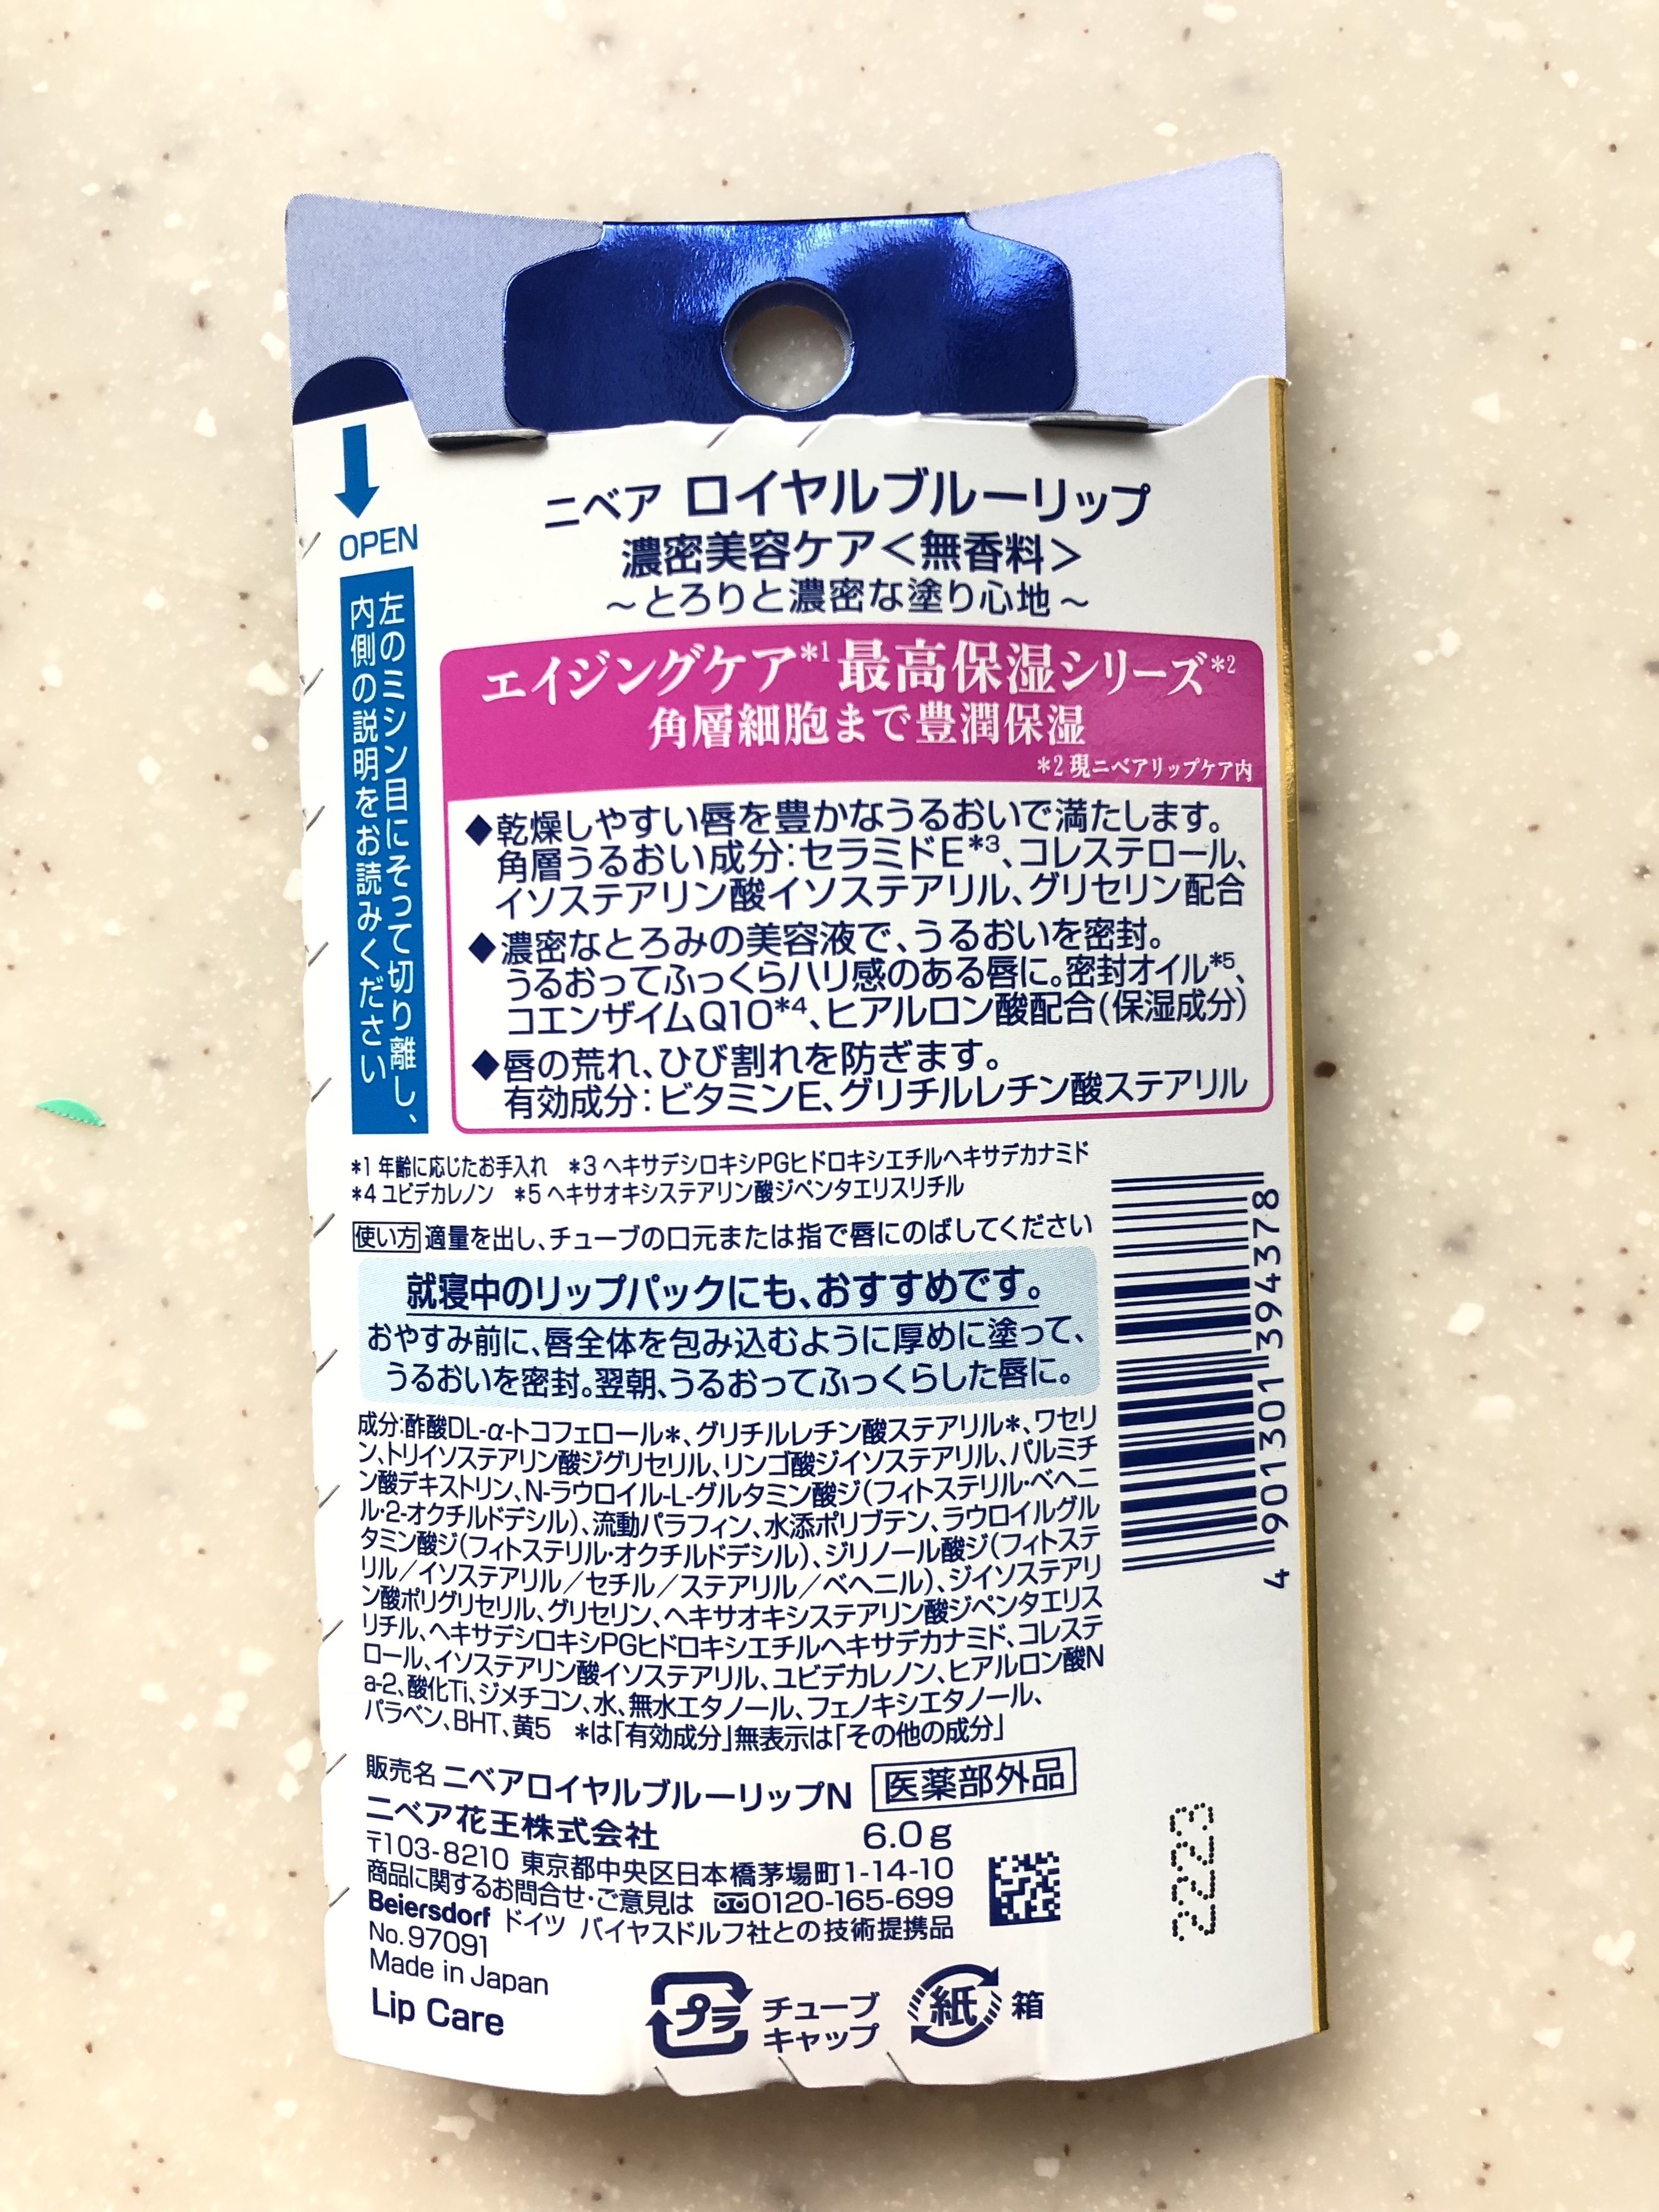 OPEN
左のミシン目にそって切り離し、
内側の説明をお読みください
ニベア ロイヤルブルーリップ
濃密美容ケア＜無香料＞
～とろりと濃密な塗り心地～
エイジングケア*1最高保湿シリーズ*2
角層細胞まで豊潤保湿
*2 現ニベアリップケア内
◆乾燥しやすい唇を豊かなうるおいで満たします。
角層うるおい成分：セラミドE*3、コレステロール、
イソステアリン酸イソステアリル、グリセリン配合
◆濃密なとろみの美容液で、うるおいを密封。
うるおってふっくらハリ感のある唇に。密封オイル*5、
コエンザイムQ10*4、ヒアルロン酸配合(保湿成分)
◆唇の荒れ、ひび割れを防ぎます。
有効成分：ビタミンE、グリチルレチン酸ステアリル
*1 年齢に応じたお手入れ *3 ヘキサデシロキシPGヒドロキシエチルヘキサデカナミド
*4 ユビデカレノン *5 ヘキサオキシステアリン酸ジペンタエリスリチル
使い方 適量を出し、チューブの口元または指で唇にのばしてください
就寝中のリップパックにも、おすすめです。
おやすみ前に、唇全体を包み込むように厚めに塗って、
うるおいを密封。翌朝、うるおってふっくらした唇に。
成分：酢酸DL-α-トコフェロール*、グリチルレチン酸ステアリル*、ワセリ
ン、トリイソステアリン酸ジグリセリル、リンゴ酸ジイソステアリル、パルミチ
ン酸デキストリン、N-ラウロイル-L-グルタミン酸ジ(フィトステリル・ベヘニ
ル・2-オクチルドデシル)、流動パラフィン、水添ポリブテン、ラウロイルグル
タミン酸ジ(フィトステリル・オクチルドデシル)、ジリノール酸ジ(フィトステ
リル/イソステアリル/セチル/ステアリル/ベヘニル)、ジイソステアリ
ン酸ポリグリセリル、グリセリン、ヘキサオキシステアリン酸ジペンタエリス
リチル、ヘキサデシロキシPGヒドロキシエチルヘキサデカナミド、コレステ
ロール、イソステアリン酸イソステアリル、ユビデカレノン、ヒアルロン酸N
a-2、酸化Ti、ジメチコン、水、無水エタノール、フェノキシエタノール、
パラベン、BHT、黄5 *は「有効成分」無表示は「その他の成分」
販売名 ニベアロイヤルブルーリップN 医薬部外品
ニベア花王株式会社 6.0g
〒103-8210 東京都中央区日本橋茅場町1-14-10
商品に関するお問合せ・ご意見は 0120-165-699
Beiersdorf ドイツ バイヤスドルフ社との技術提携品
No.97091
Made in Japan
Lip Care
プラ チューブ
キャップ
紙 箱
4 901301 394378
2223